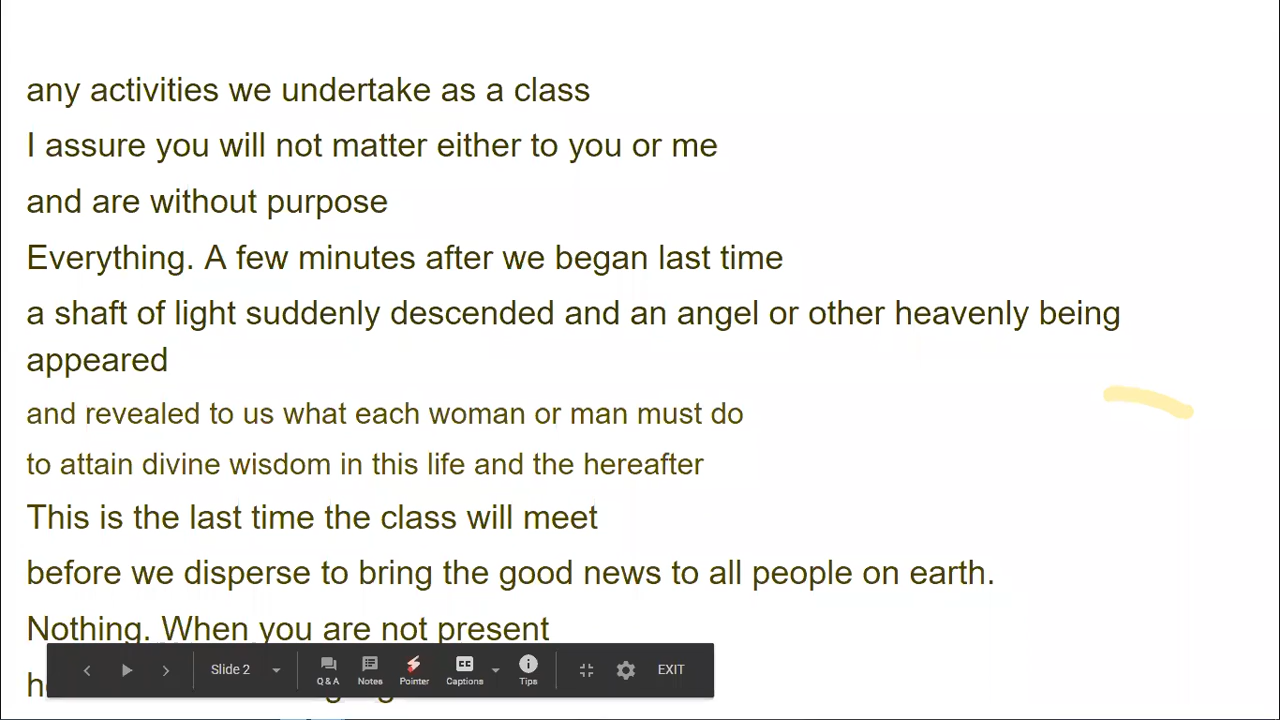 any activities we undertake as a class
I assure you will not matter either to you or me
and are without purpose
Everything. A few minutes after we began last time
a shaft of light suddenly descended and an angel or other heavenly being
appeared
and revealed to us what each woman or man must do
to attain divine wisdom in this life and the hereafter
This is the last time the class will meet
before we disperse to bring the good news to all people on earth.
Nothing. When you are not present
Slide 2
Q & A Notes Pointer Captions Tips EXIT